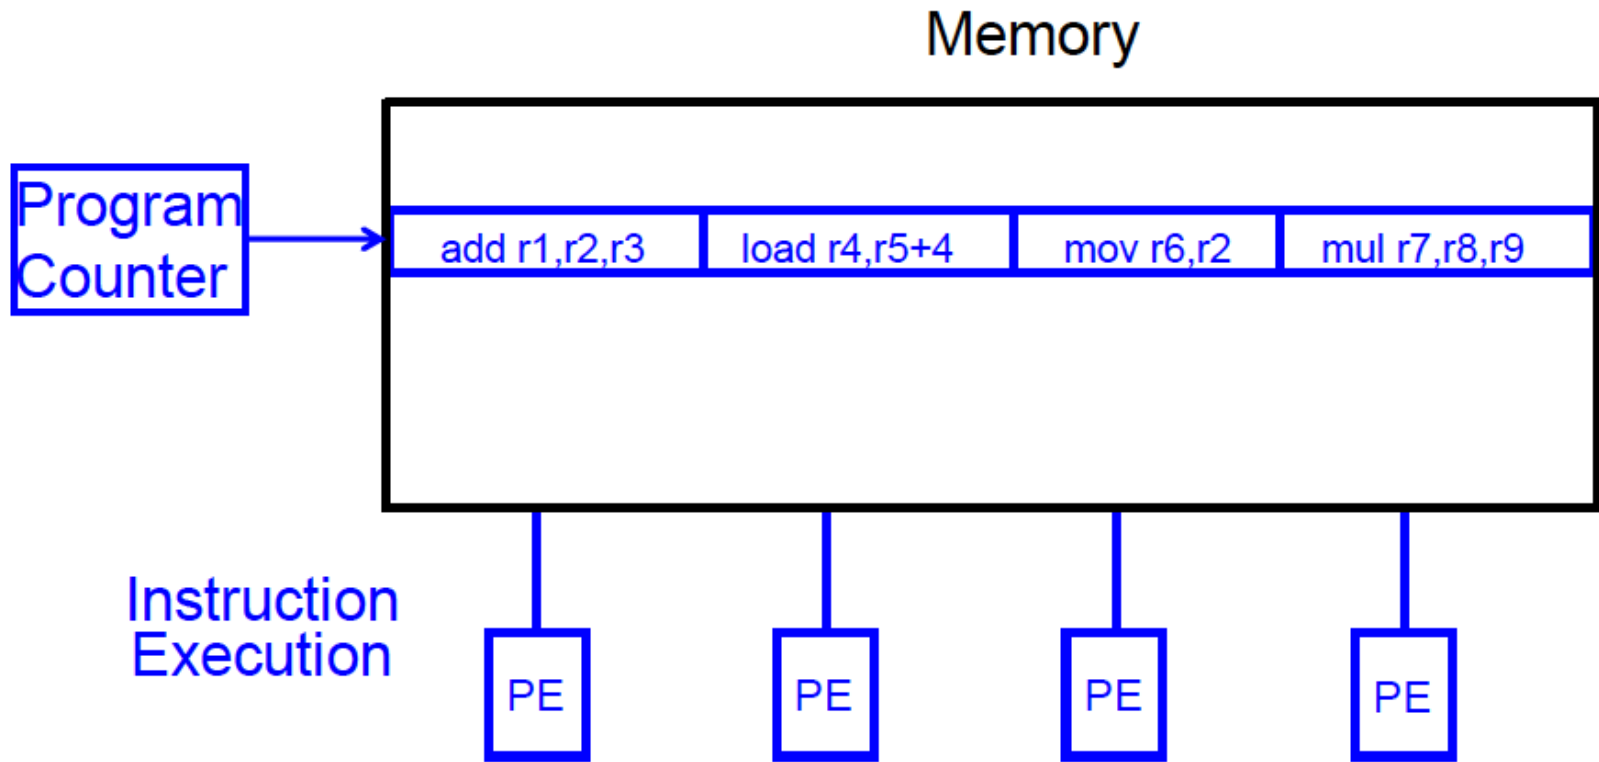 Memory
Program
Counter
add r1,r2,r3
load r4,r5+4
mov r6,r2
mul r7,r8,r9
Instruction
Execution
PE
PE
PE
PE